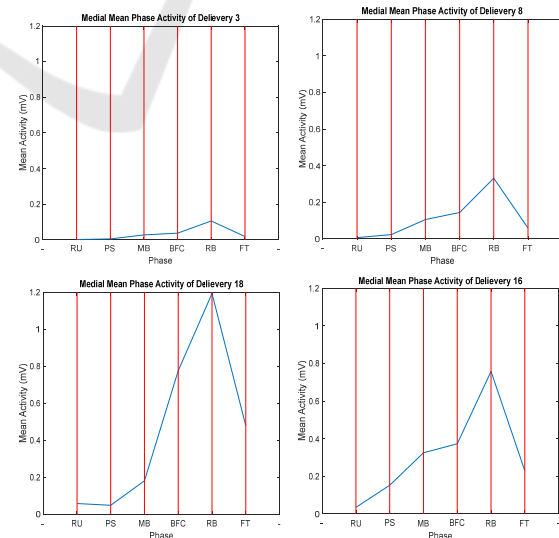 Medial Mean Phase Activity of Delievery 3
1.2
1
0.8
0.6
0.4
0.2
0
Mean Activity (mV)
- RU PS MB BFC RB FT -
Phase
Medial Mean Phase Activity of Delievery 8
1.2
1
0.8
0.6
0.4
0.2
0
Mean Activity (mV)
- RU PS MB BFC RB FT -
Phase
Medial Mean Phase Activity of Delievery 18
1.2
1
0.8
0.6
0.4
0.2
0
Mean Activity (mV)
- RU PS MB BFC RB FT -
Phase
Medial Mean Phase Activity of Delievery 16
1.2
1
0.8
0.6
0.4
0.2
0
Mean Activity (mV)
- RU PS MB BFC RB FT -
Phase